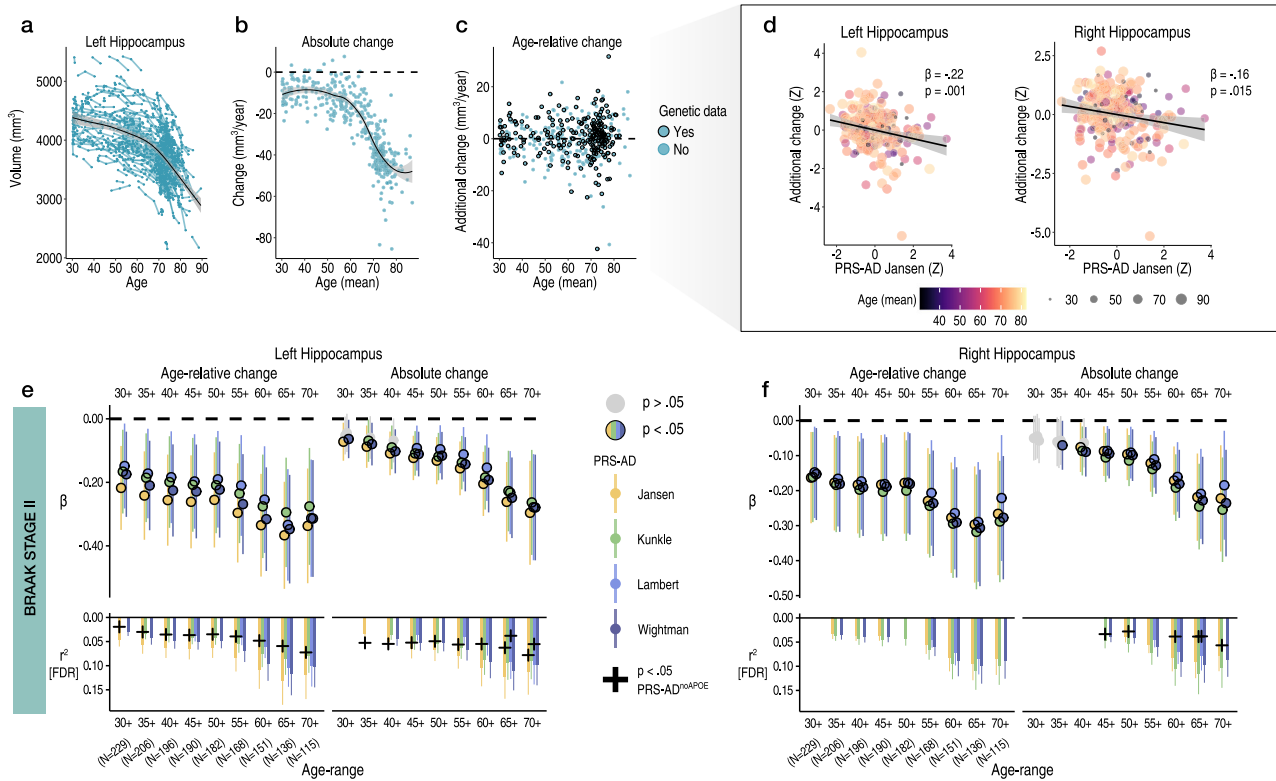 a
Left Hippocampus
Volume (mm³)
5000
4000
3000
2000
30 40 50 60 70 80 90
Age
b
Absolute change
Change (mm³/year)
0
-20
-40
-60
-80
30 40 50 60 70 80
Age (mean)
c
Age-relative change
Additional change (mm³/year)
20
0
-20
-40
30 40 50 60 70 80
Age (mean)
Genetic data
Yes
No
d
Left Hippocampus
Additional change (Z)
4
2
0
-2
-4
β = -.22
p = .001
-2 0 2 4
PRS-AD Jansen (Z)
Right Hippocampus
Additional change (Z)
2.5
0.0
-2.5
-5.0
β = -.16
p = .015
-2 0 2 4
PRS-AD Jansen (Z)
Age (mean)
40 50 60 70 80
30 50 70 90
BRAAK STAGE II
e
Left Hippocampus
Age-relative change
Absolute change
30+ 35+ 40+ 45+ 50+ 55+ 60+ 65+ 70+
30+ 35+ 40+ 45+ 50+ 55+ 60+ 65+ 70+
β
0.00
-0.20
-0.40
r²
[FDR]
0.00
0.05
0.10
0.15
30+ 35+ 40+ 45+ 50+ 55+ 60+ 65+ 70+
30+ 35+ 40+ 45+ 50+ 55+ 60+ 65+ 70+
(N=229) (N=206) (N=196) (N=190) (N=182) (N=168) (N=151) (N=136) (N=115)
Age-range
p > .05
p < .05
PRS-AD
Jansen
Kunkle
Lambert
Wightman
p < .05
PRS-ADⁿᵒᴬᴾᴼᴱ
f
Right Hippocampus
Age-relative change
Absolute change
30+ 35+ 40+ 45+ 50+ 55+ 60+ 65+ 70+
30+ 35+ 40+ 45+ 50+ 55+ 60+ 65+ 70+
β
0.00
-0.10
-0.20
-0.30
-0.40
-0.50
r²
[FDR]
0.00
0.05
0.10
0.15
30+ 35+ 40+ 45+ 50+ 55+ 60+ 65+ 70+
45+ 50+ 55+ 60+ 65+ 70+
30+ 35+ 40+
(N=229) (N=206) (N=196) (N=190) (N=182) (N=168) (N=151) (N=136) (N=115)
Age-range